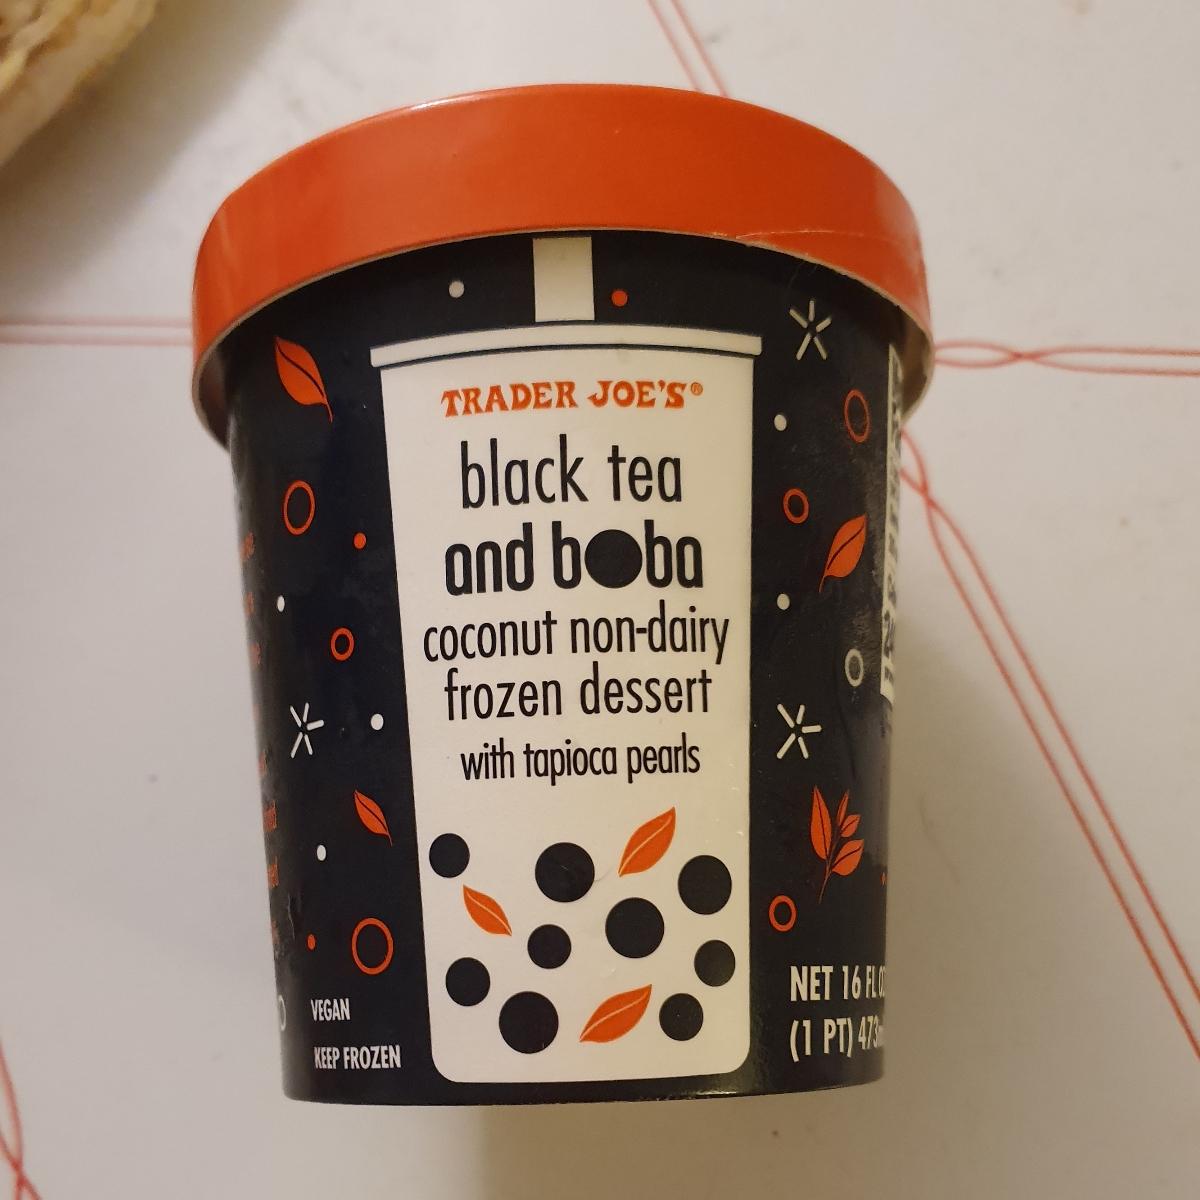 TRADER JOE'S®
black tea
and boba
coconut non-dairy
frozen dessert
with tapioca pearls
VEGAN
KEEP FROZEN
NET 16 FL
(1 PT)